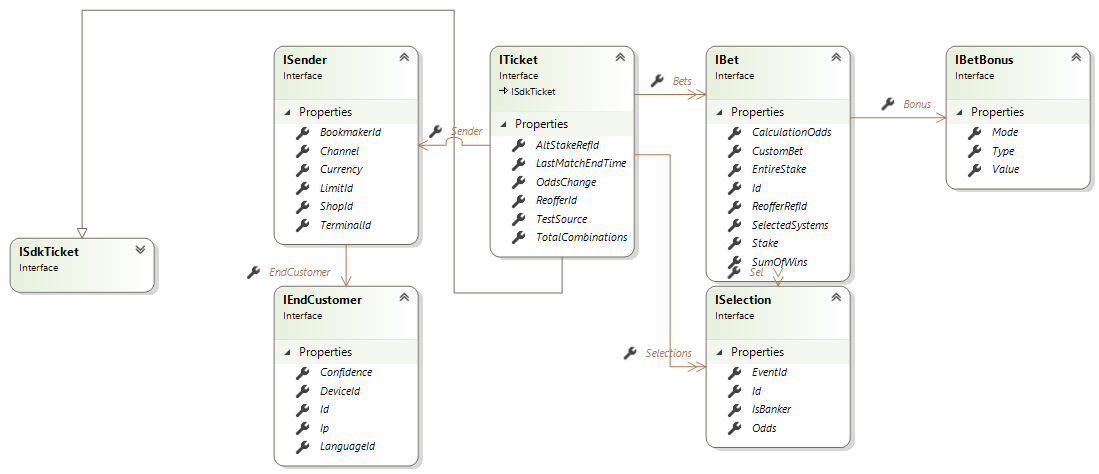 ISender
Interface
Properties
BookmakerId
Channel
Currency
LimitId
ShopId
TerminalId
Sender
ITicket
Interface
ISdkTicket
Properties
AltStakeRefId
LastMatchEndTime
OddsChange
ReofferId
TestSource
TotalCombinations
Bets
IBet
Interface
Properties
CalculationOdds
CustomBet
EntireStake
Id
ReofferRefId
SelectedSystems
Stake
SumOfWins
Bonus
IBetBonus
Interface
Properties
Mode
Type
Value
ISdkTicket
Interface
EndCustomer
IEndCustomer
Interface
Properties
Confidence
DeviceId
Id
Ip
LanguageId
Selections
Sel
ISelection
Interface
Properties
EventId
Id
IsBanker
Odds